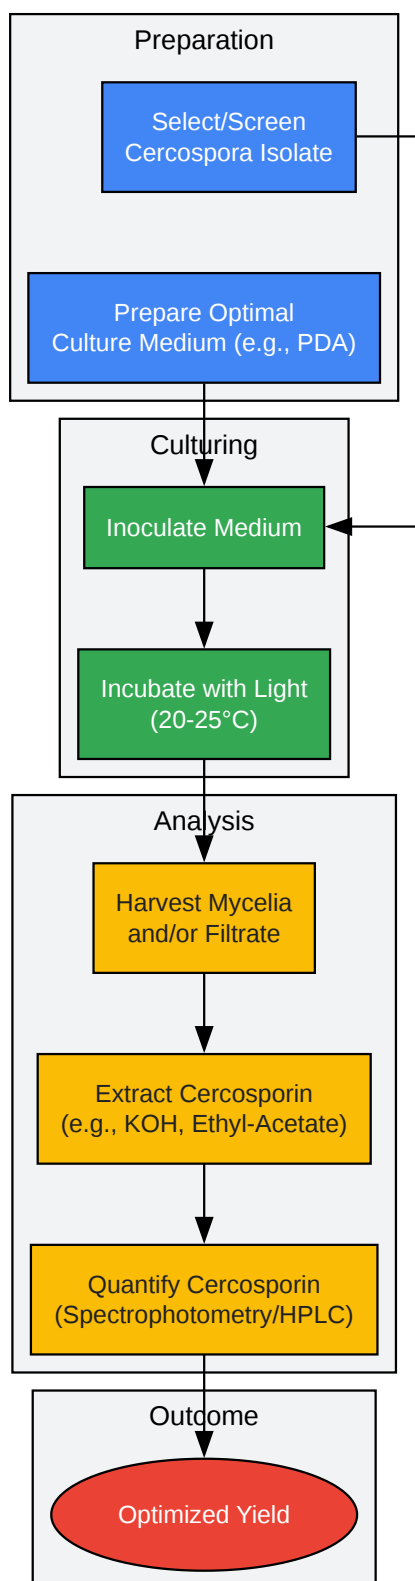 Preparation
Select/Screen
Cercospora Isolate
Prepare Optimal
Culture Medium (e.g., PDA)
Culturing
Inoculate Medium
Incubate with Light
(20-25°C)
Analysis
Harvest Mycelia
and/or Filtrate
Extract Cercosporin
(e.g., KOH, Ethyl-Acetate)
Quantify Cercosporin
(Spectrophotometry/HPLC)
Outcome
Optimized Yield